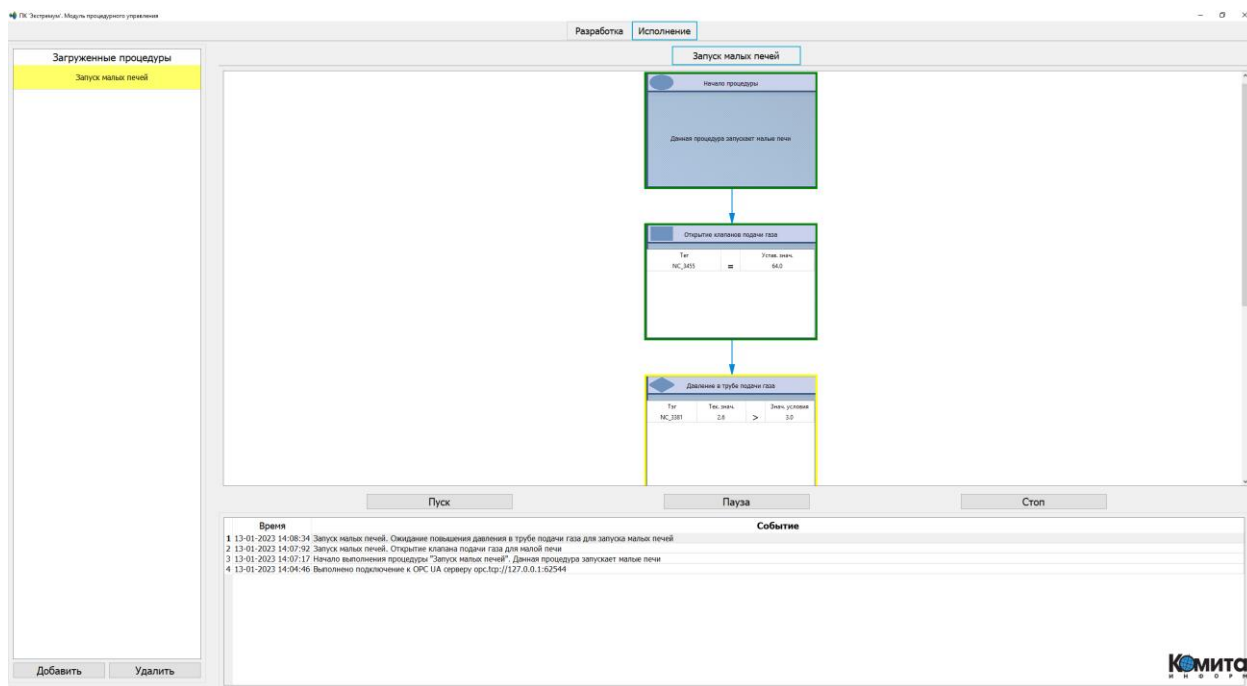 ПК 'Экстремум'. Модуль процедурного управления
Разработка Исполнение
Загруженные процедуры
Запуск малых печей
Запуск малых печей
Начало процедуры
Данная процедура запускает малые печи
Открытие клапанов подачи газа
Тэг Устав. знач.
NC_3455 = 64.0
Давление в трубе подачи газа
Тэг Тек. знач. Знач. условия
NC_3381 2.6 > 3.0
Пуск Пауза Стоп
Время Событие
1 13-01-2023 14:08:34 Запуск малых печей. Ожидание повышения давления в трубе подачи газа для запуска малых печей
2 13-01-2023 14:07:92 Запуск малых печей. Открытие клапана подачи газа для малой печи
3 13-01-2023 14:07:17 Начало выполнения процедуры "Запуск малых печей". Данная процедура запускает малые печи
4 13-01-2023 14:04:46 Выполнено подключение к OPC UA серверу opc.tcp://127.0.0.1:62544
Добавить Удалить
Комита
ИНФОРМ